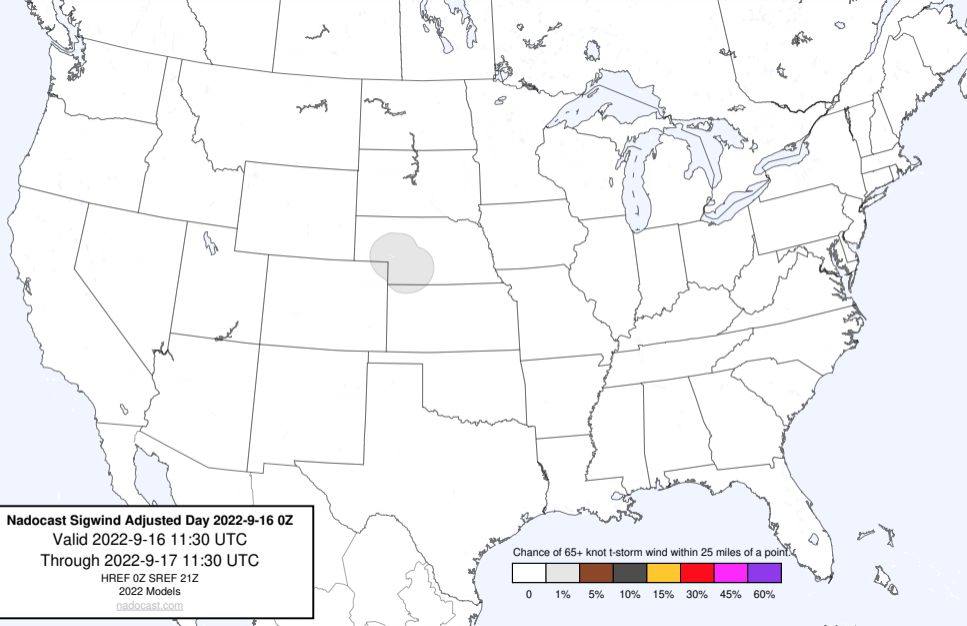 Nadocast Sigwind Adjusted Day 2022-9-16 0Z
Valid 2022-9-16 11:30 UTC
Through 2022-9-17 11:30 UTC
HREF 0Z SREF 21Z
2022 Models
nadocast.com
Chance of 65+ knot t-storm wind within 25 miles of a point.
0 1% 5% 10% 15% 30% 45% 60%